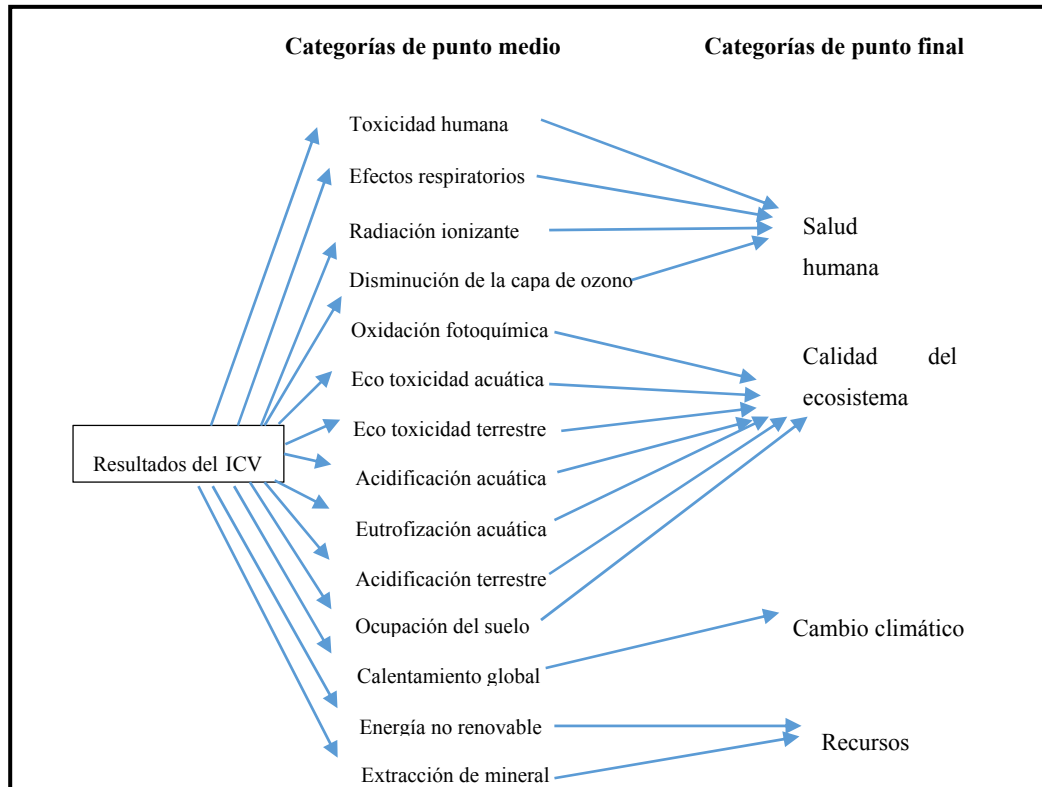 Categorías de punto medio
Categorías de punto final
Toxicidad humana
Efectos respiratorios
Radiación ionizante
Disminución de la capa de ozono
Oxidación fotoquímica
Eco toxicidad acuática
Eco toxicidad terrestre
Acidificación acuática
Eutrofización acuática
Acidificación terrestre
Ocupación del suelo
Calentamiento global
Energía no renovable
Extracción de mineral
Resultados del ICV
Salud
humana
Calidad del
ecosistema
Cambio climático
Recursos